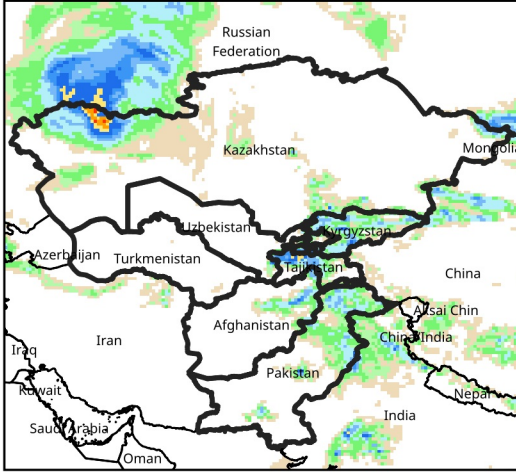 Russian
Federation
Kazakhstan
Mongolia
Uzbekistan
Kyrgyzstan
Azerbaijan
Turkmenistan
Tajikistan
China
Aksai Chin
Afghanistan
China/India
Iran
Iraq
Pakistan
Kuwait
Nepal
India
Saudi Arabia
Oman